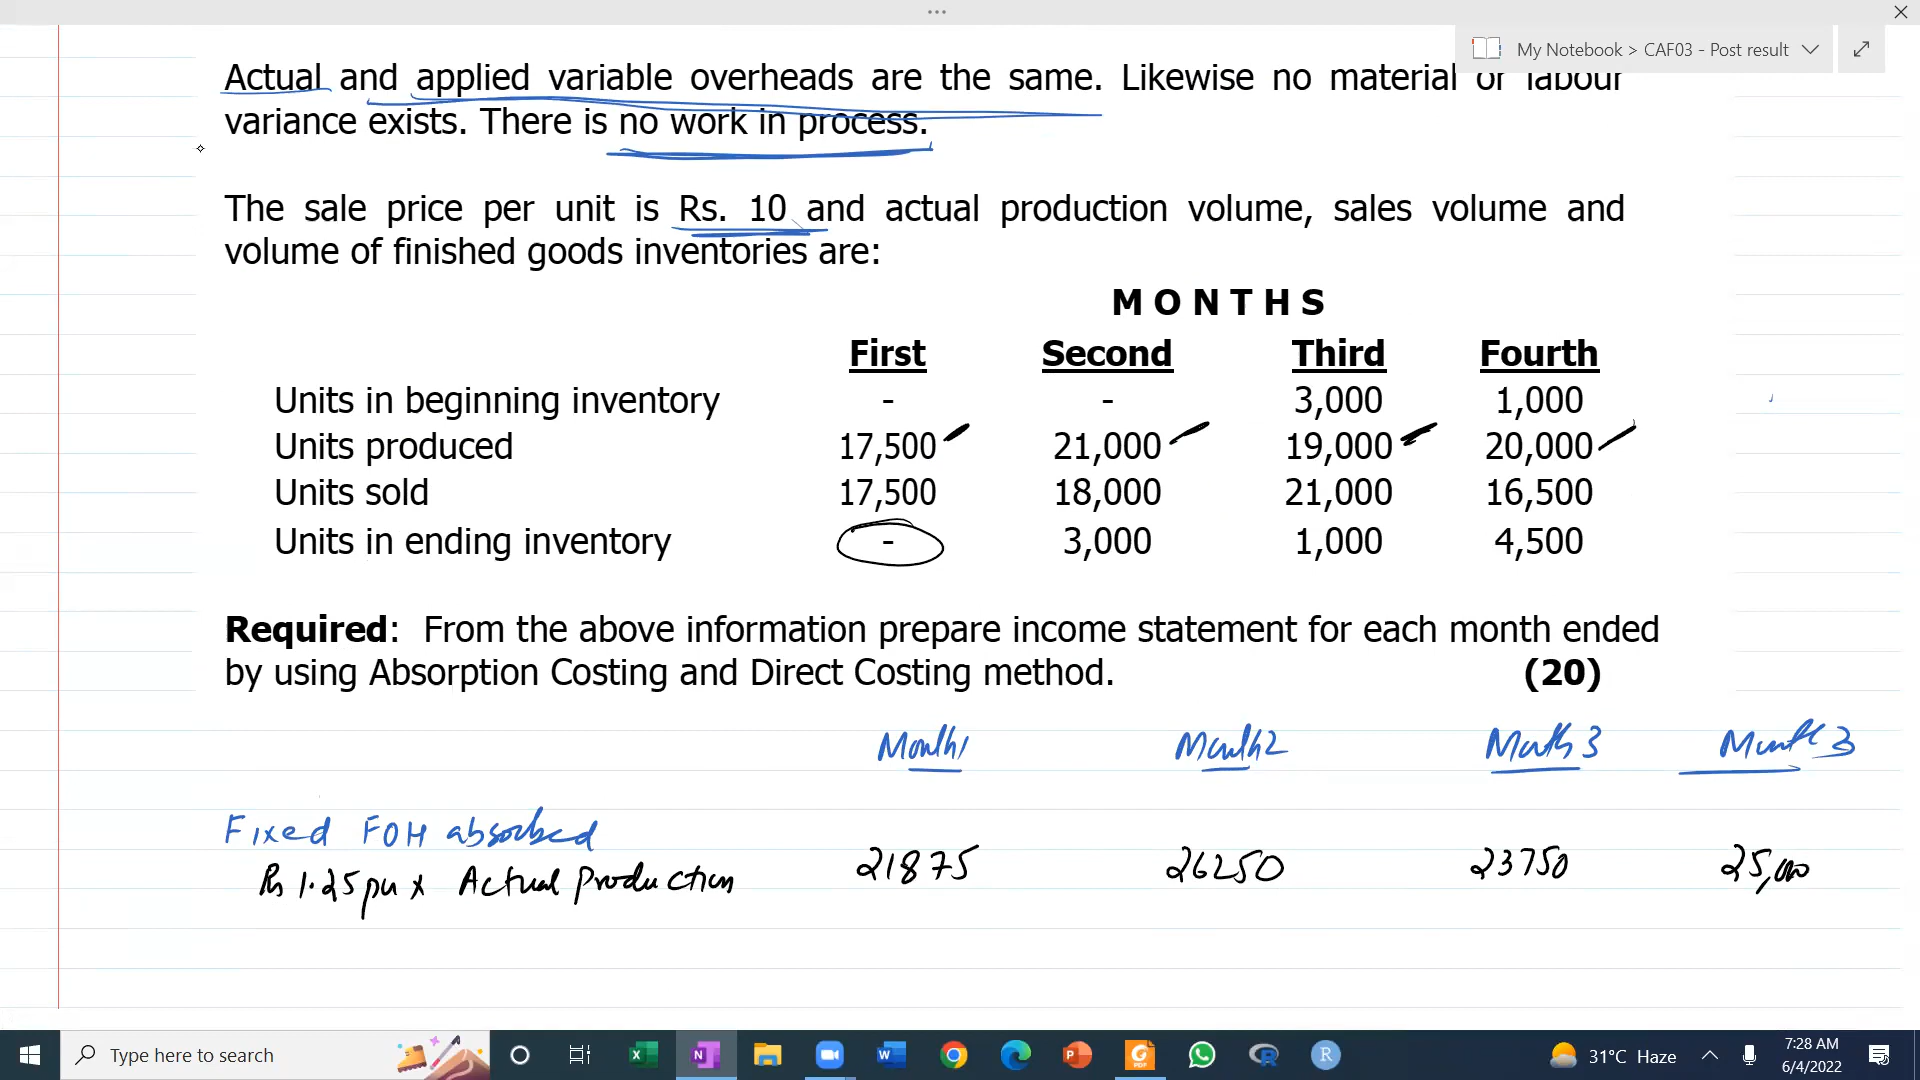 My Notebook > CAF03 - Post result
Actual and applied variable overheads are the same. Likewise no material or labour
variance exists. There is no work in process.
The sale price per unit is Rs. 10 and actual production volume, sales volume and
volume of finished goods inventories are:
MONTHS
First Second Third Fourth
Units in beginning inventory - - 3,000 1,000
Units produced 17,500 21,000 19,000 20,000
Units sold 17,500 18,000 21,000 16,500
Units in ending inventory - 3,000 1,000 4,500
Required: From the above information prepare income statement for each month ended
by using Absorption Costing and Direct Costing method. (20)
Month1 Month2 Month 3 Month 3
Fixed FOH absorbed
Rs 1.25 pu x Actual Production 21875 26250 23750 25,000
Type here to search
31°C Haze
7:28 AM
6/4/2022